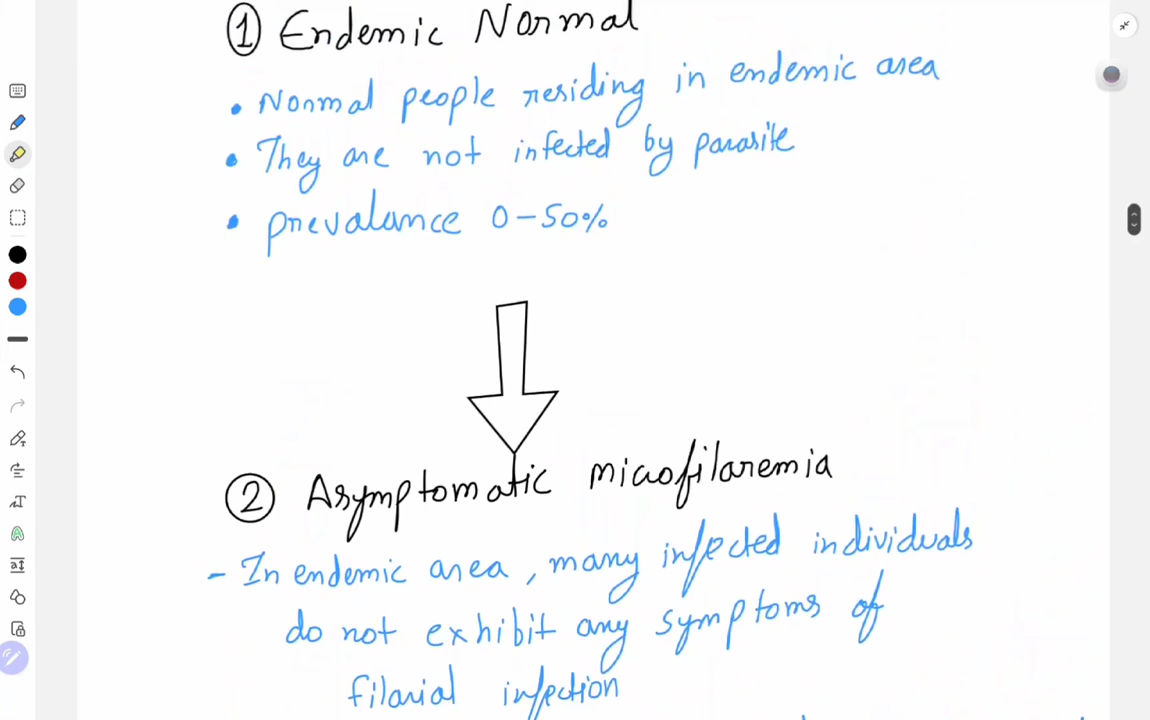 ① Endemic Normal
• Normal people residing in endemic area
• They are not infected by parasite
• prevalance 0-50%
② Asymptomatic microfilaremia
- In endemic area, many infected individuals
do not exhibit any symptoms of
filarial infection